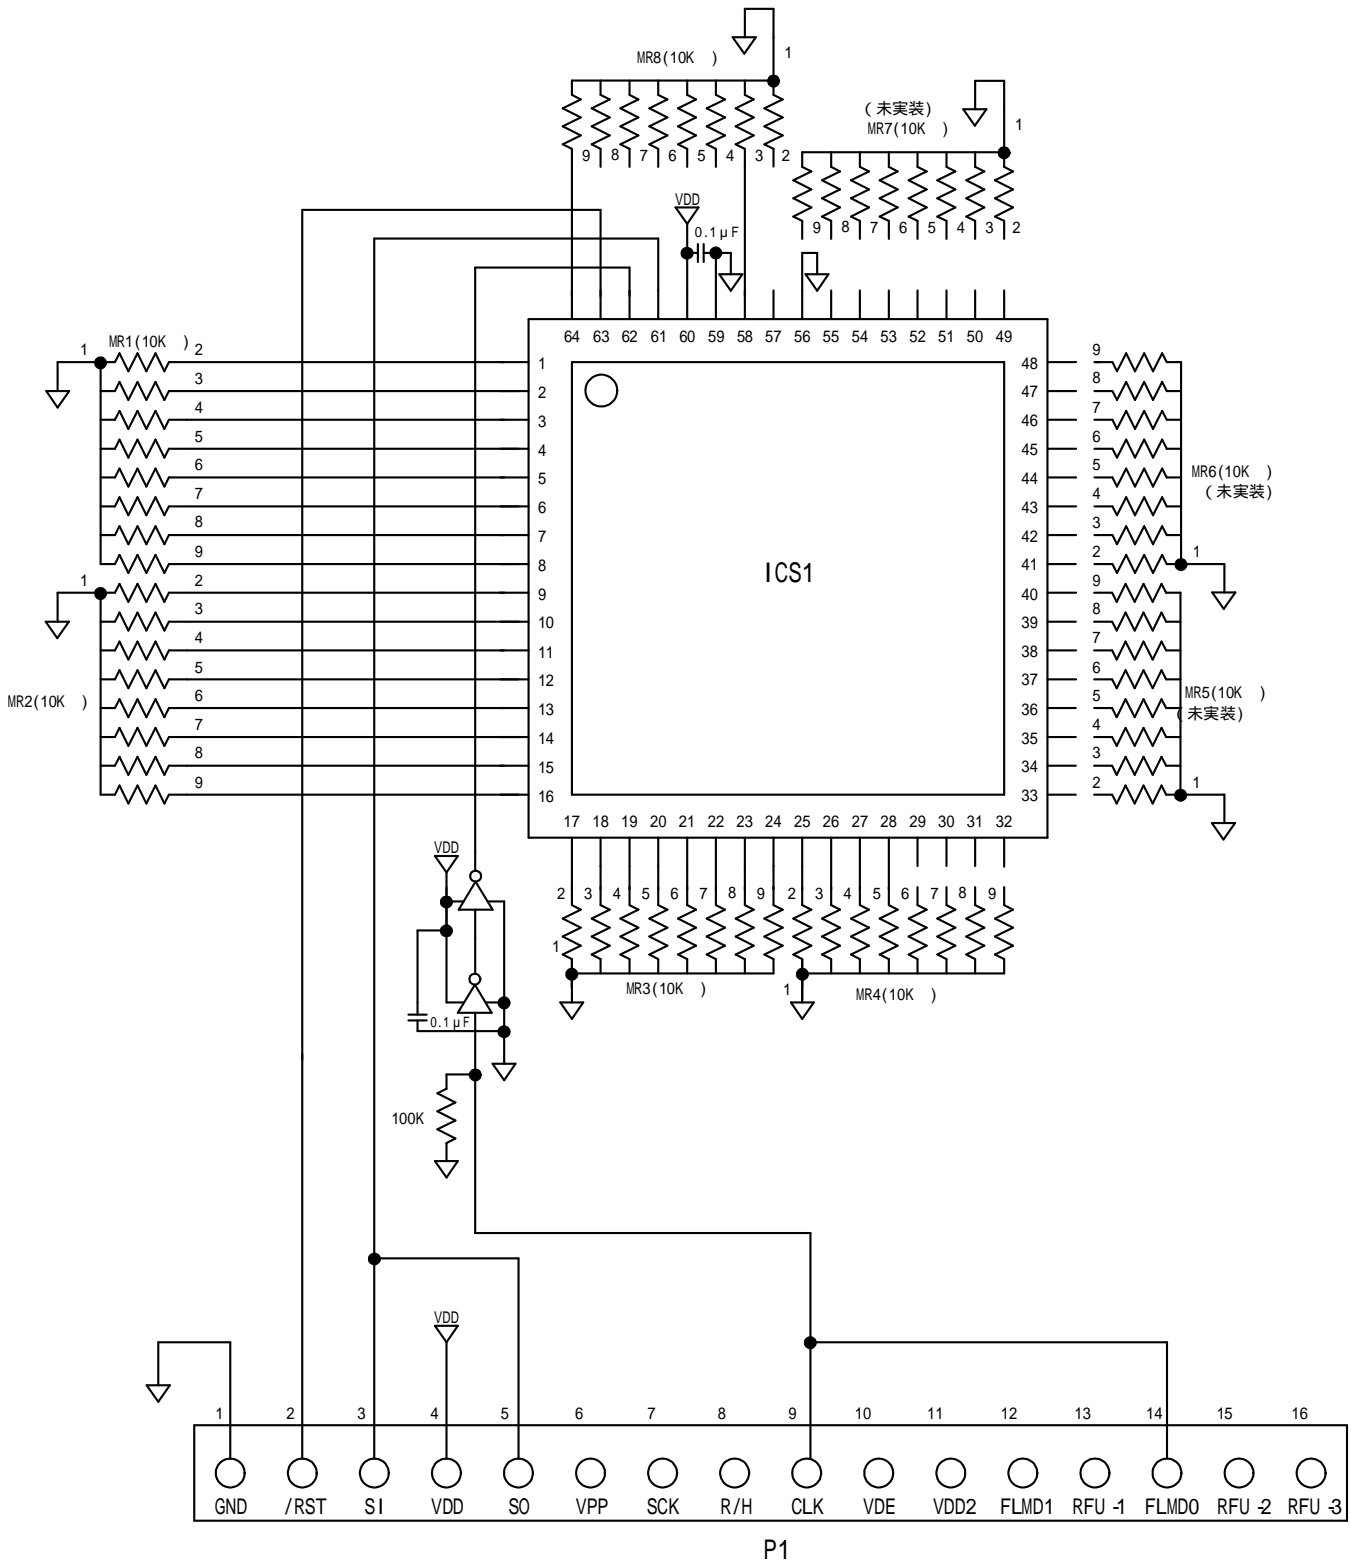 1
MR8(10K )
(未実装)
MR7(10K )
1
9 8 7 6 5 4 3 2
VDD
0.1μF
9 8 7 6 5 4 3 2
64 63 62 61 60 59 58 57 56 55 54 53 52 51 50 49
1
MR1(10K )
2
3
4
5
6
7
8
9
1
2
3
4
5
6
7
8
9
MR2(10K )
1
2
3
4
5
6
7
8
9
10
11
12
13
14
15
16
ICS1
48
47
46
45
44
43
42
41
40
39
38
37
36
35
34
33
9
8
7
6
5
4
3
2
MR6(10K )
(未実装)
1
9
8
7
6
5
4
3
2
MR5(10K )
(未実装)
1
17 18 19 20 21 22 23 24 25 26 27 28 29 30 31 32
2 3 4 5 6 7 8 9 2 3 4 5 6 7 8 9
1
MR3(10K )
1
MR4(10K )
VDD
0.1μF
100K
VDD
1 2 3 4 5 6 7 8 9 10 11 12 13 14 15 16
GND /RST SI VDD SO VPP SCK R/H CLK VDE VDD2 FLMD1 RFU-1 FLMD0 RFU-2 RFU-3
P1